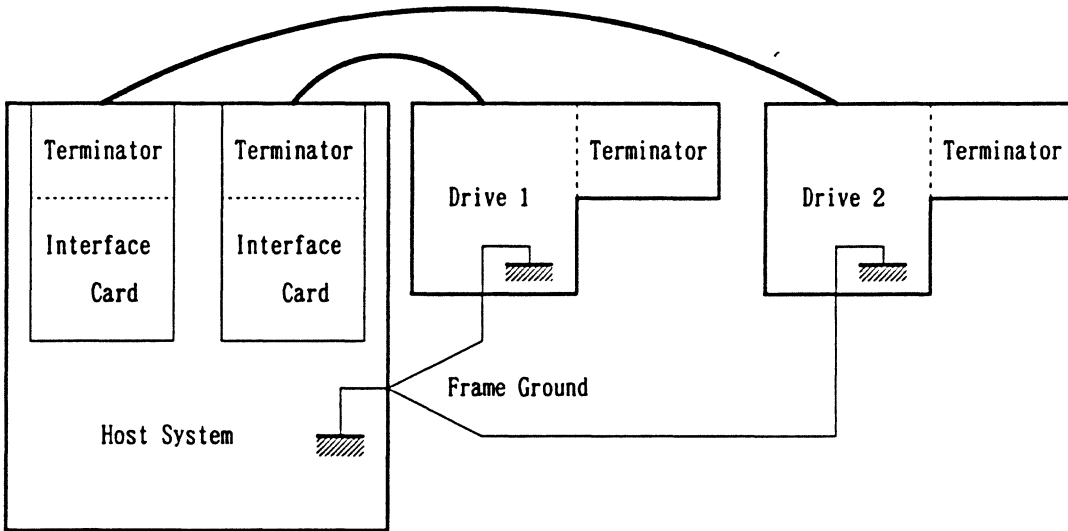 Terminator
Interface
Card
Terminator
Interface
Card
Host System
Drive 1
Terminator
Drive 2
Terminator
Frame Ground